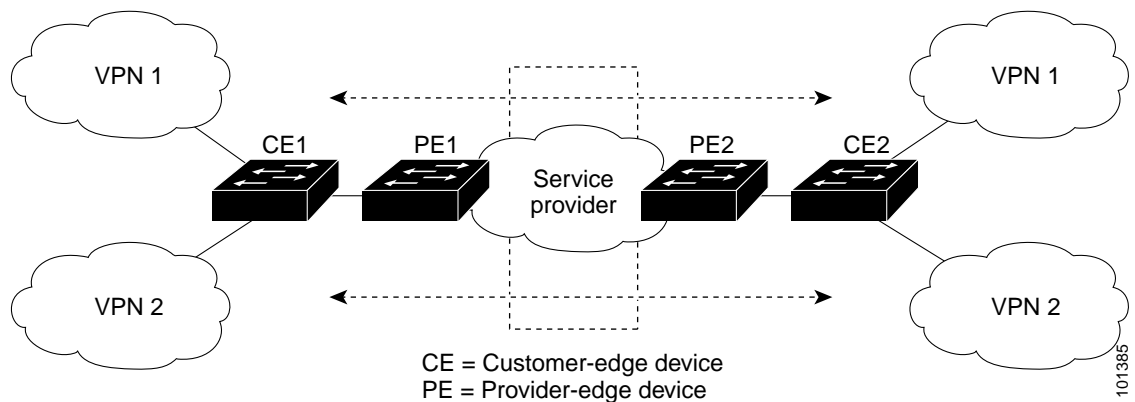 VPN 1
VPN 1
CE1
PE1
PE2
CE2
Service
provider
VPN 2
VPN 2
CE = Customer-edge device
PE = Provider-edge device
101385